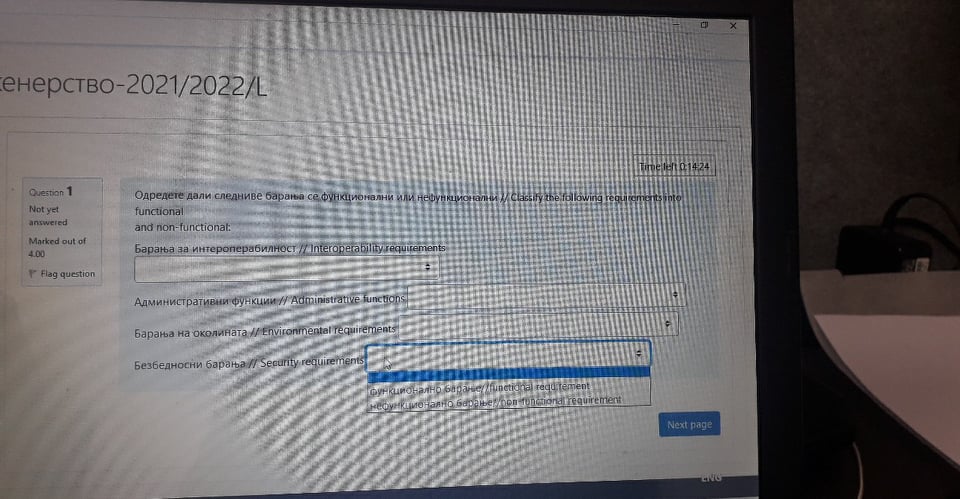 женерство-2021/2022/L
Time left 0:14:24
Question 1
Not yet
answered
Marked out of
4.00
Flag question
Одредете дали следниве барања се функционални или нефункционални // Classify the following requirements into
functional
and non-functional:
Барања за интероперабилност // Interoperability requirements
Административни функции // Administrative functions
Барања на околината // Environmental requirements
Безбедносни барања // Security requirements
функционално барање//functional requirement
нефункционално барање//non-functional requirement
Next page
ENG